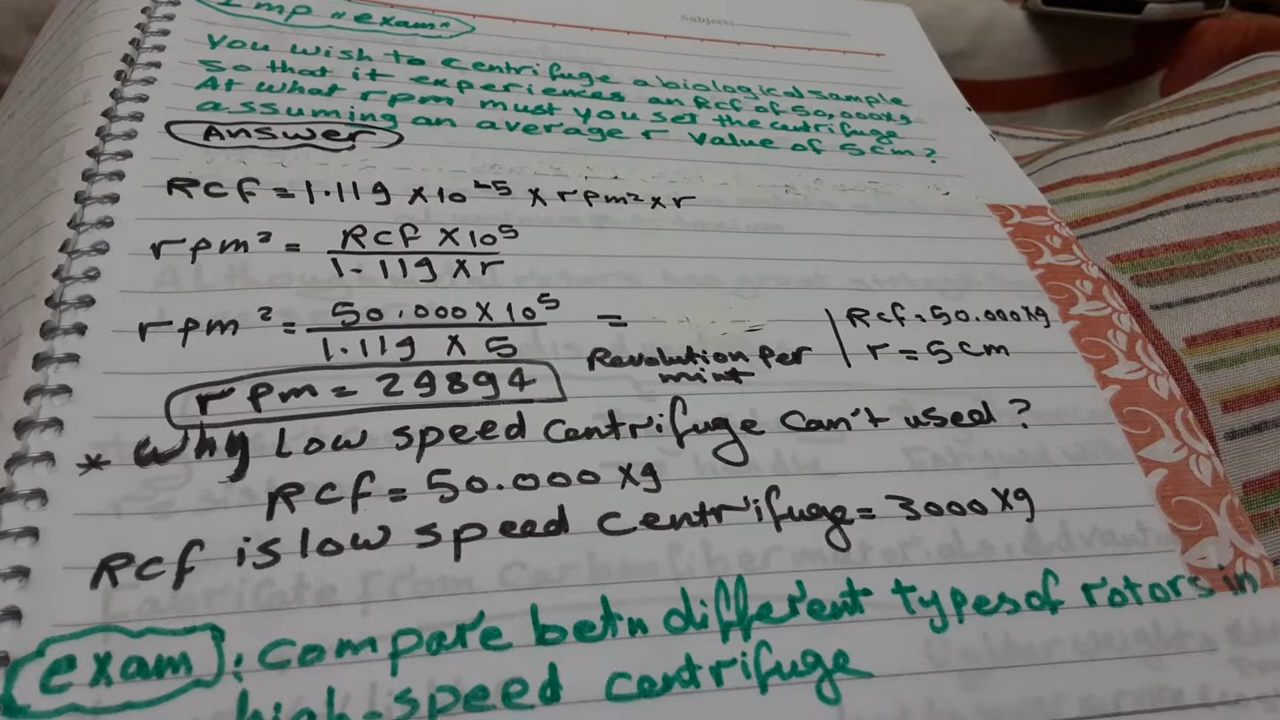 Imp "exam"
Subject:
You wish to centrifuge a biological sample
So that it experiences an Rcf of 50,000xg
At what rpm must you set the centrifuge
assuming an average r value of 5cm?
Answer
Rcf = 1.119 × 10⁻⁵ × rpm² × r
rpm² = Rcf × 10⁵ / 1.119 × r
rpm² = 50.000 × 10⁵ / 1.119 × 5 = =
Rcf = 50.000xg
r = 5 cm
Revolution per
mint
rpm = 29894
* Why Low speed centrifuge can't used?
Rcf = 50.000 xg
Rcf is low speed centrifuge = 3000 xg
exam: compare betn different types of rotors in
high-speed centrifuge